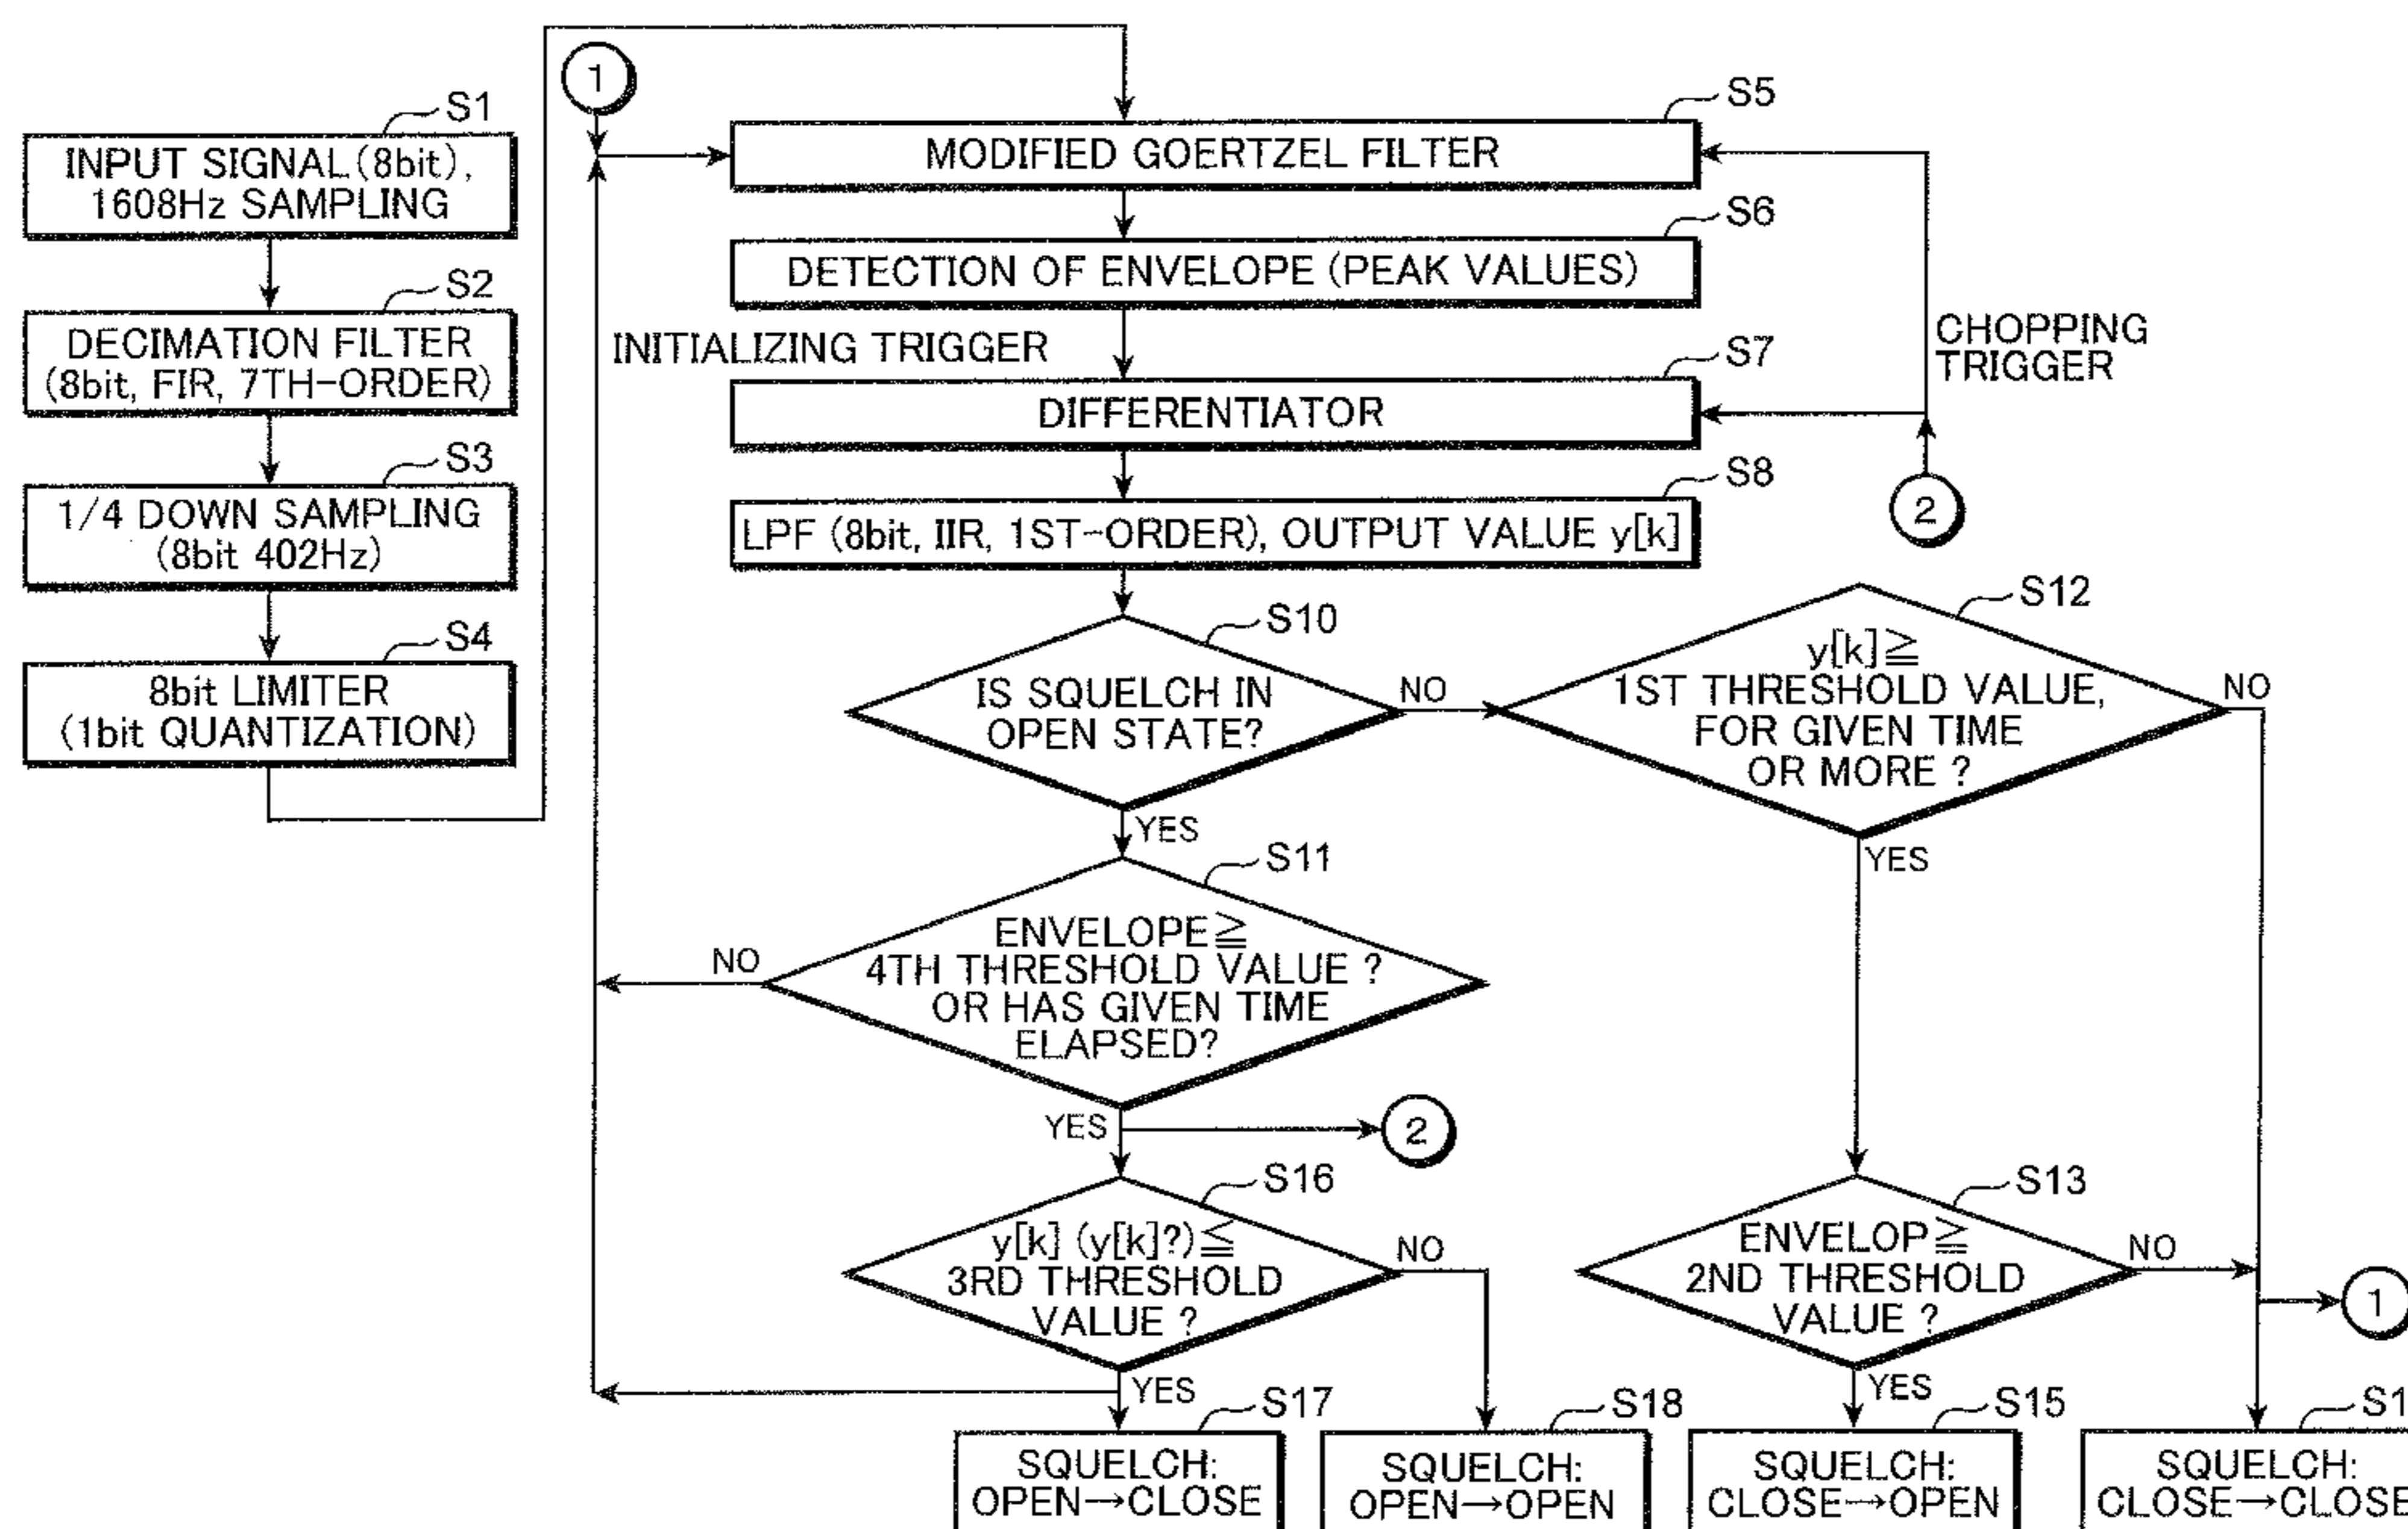 S1
INPUT SIGNAL(8bit),
1608Hz SAMPLING
S2
DECIMATION FILTER
(8bit, FIR, 7TH-ORDER)
S3
1/4 DOWN SAMPLING
(8bit 402Hz)
S4
8bit LIMITER
(1bit QUANTIZATION)
1
S5
MODIFIED GOERTZEL FILTER
S6
DETECTION OF ENVELOPE (PEAK VALUES)
INITIALIZING TRIGGER
CHOPPING
TRIGGER
S7
DIFFERENTIATOR
2
S8
LPF (8bit, IIR, 1ST-ORDER), OUTPUT VALUE y[k]
S10
IS SQUELCH IN
OPEN STATE?
NO
YES
S12
y[k]≧
1ST THRESHOLD VALUE,
FOR GIVEN TIME
OR MORE ?
NO
YES
S11
ENVELOPE≧
4TH THRESHOLD VALUE ?
OR HAS GIVEN TIME
ELAPSED?
NO
YES
2
S16
y[k] (y[k]?)≦
3RD THRESHOLD
VALUE ?
NO
YES
S13
ENVELOP≧
2ND THRESHOLD
VALUE ?
NO
YES
1
S17
SQUELCH:
OPEN→CLOSE
S18
SQUELCH:
OPEN→OPEN
S15
SQUELCH:
CLOSE→OPEN
SQUELCH:
CLOSE→CLOSE